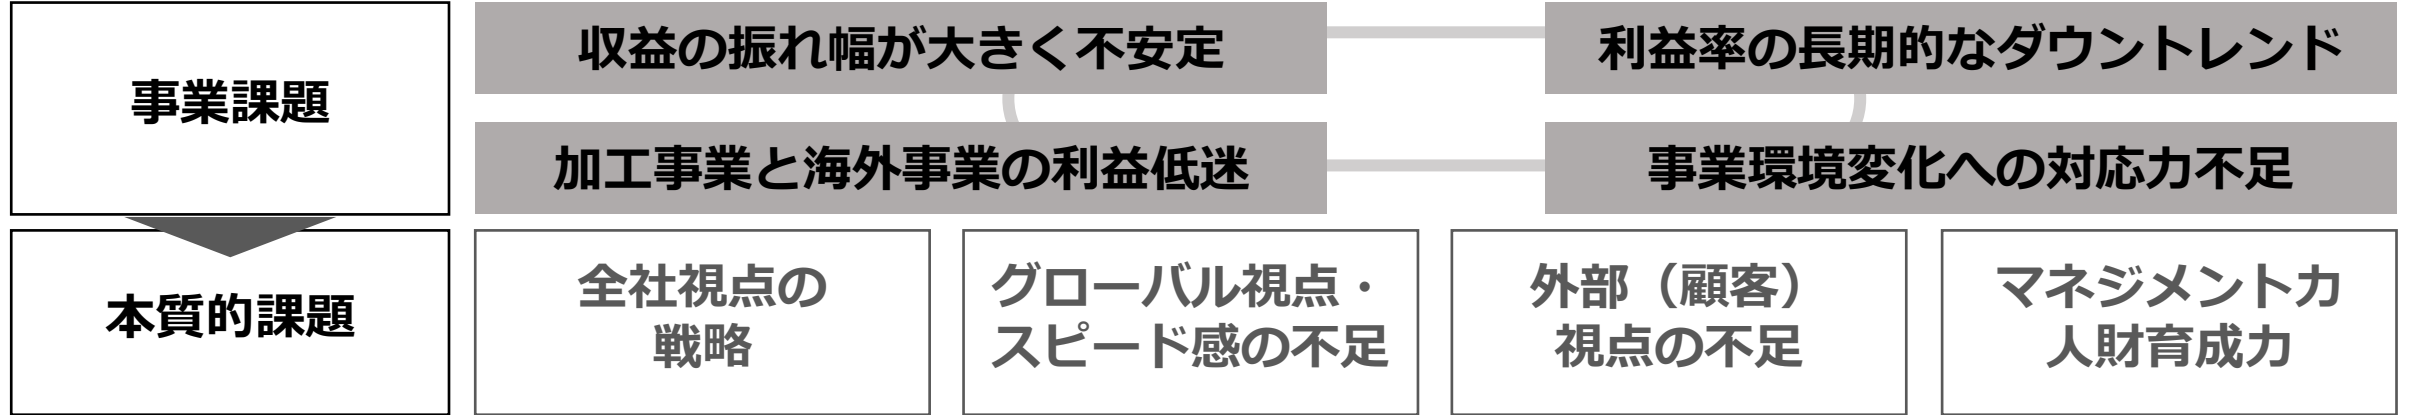 事業課題
収益の振れ幅が大きく不安定
利益率の長期的なダウントレンド
加工事業と海外事業の利益低迷
事業環境変化への対応力不足
本質的課題
全社視点の
戦略
グローバル視点・
スピード感の不足
外部（顧客）
視点の不足
マネジメント力
人財育成力